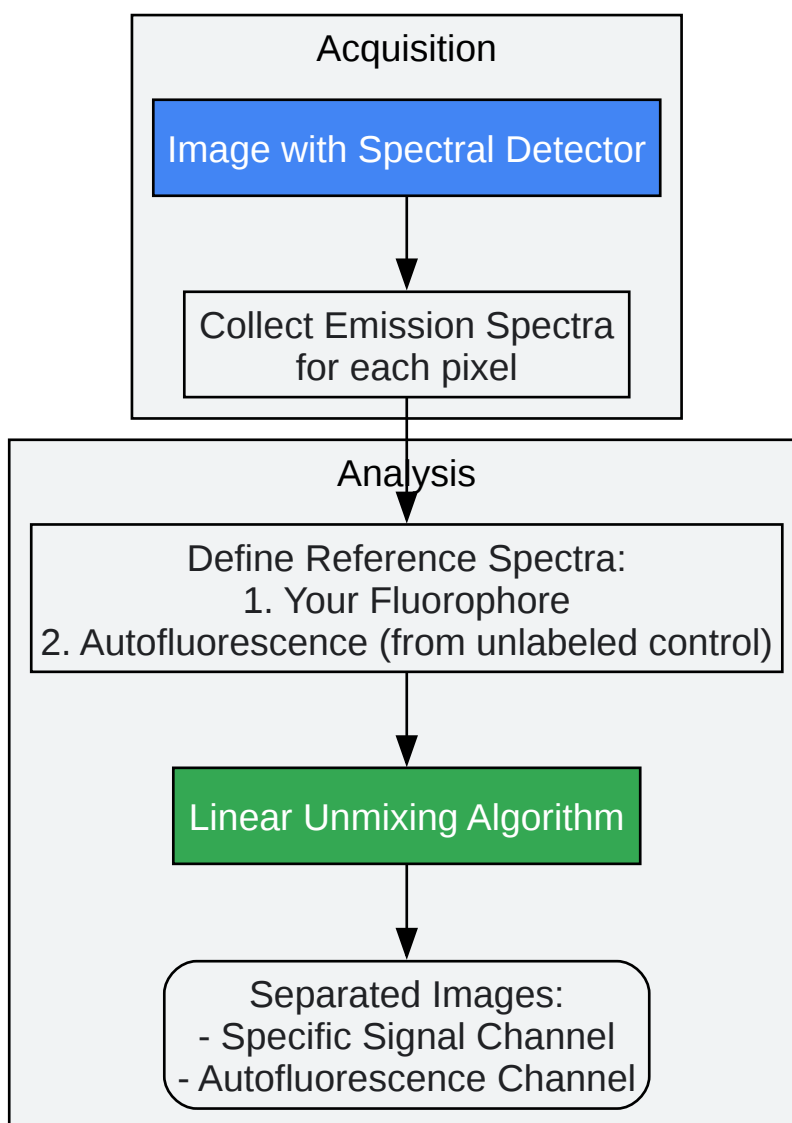 Acquisition
Image with Spectral Detector
Collect Emission Spectra
for each pixel
Analysis
Define Reference Spectra:
1. Your Fluorophore
2. Autofluorescence (from unlabeled control)
Linear Unmixing Algorithm
Separated Images:
- Specific Signal Channel
- Autofluorescence Channel